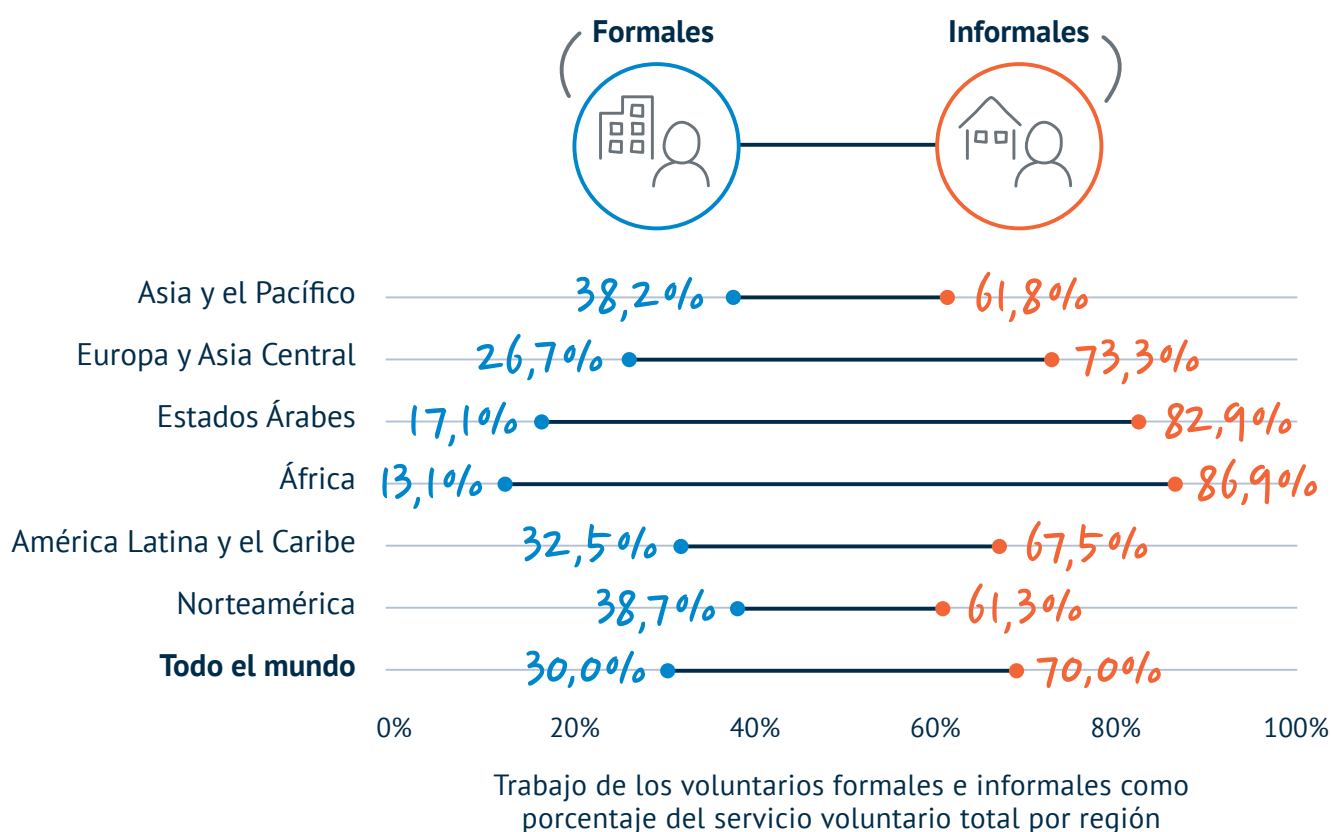 Formales Informales
Asia y el Pacífico 38,2% 61,8%
Europa y Asia Central 26,7% 73,3%
Estados Árabes 17,1% 82,9%
África 13,1% 86,9%
América Latina y el Caribe 32,5% 67,5%
Norteamérica 38,7% 61,3%
Todo el mundo 30,0% 70,0%
0% 20% 40% 60% 80% 100%
Trabajo de los voluntarios formales e informales como
porcentaje del servicio voluntario total por región